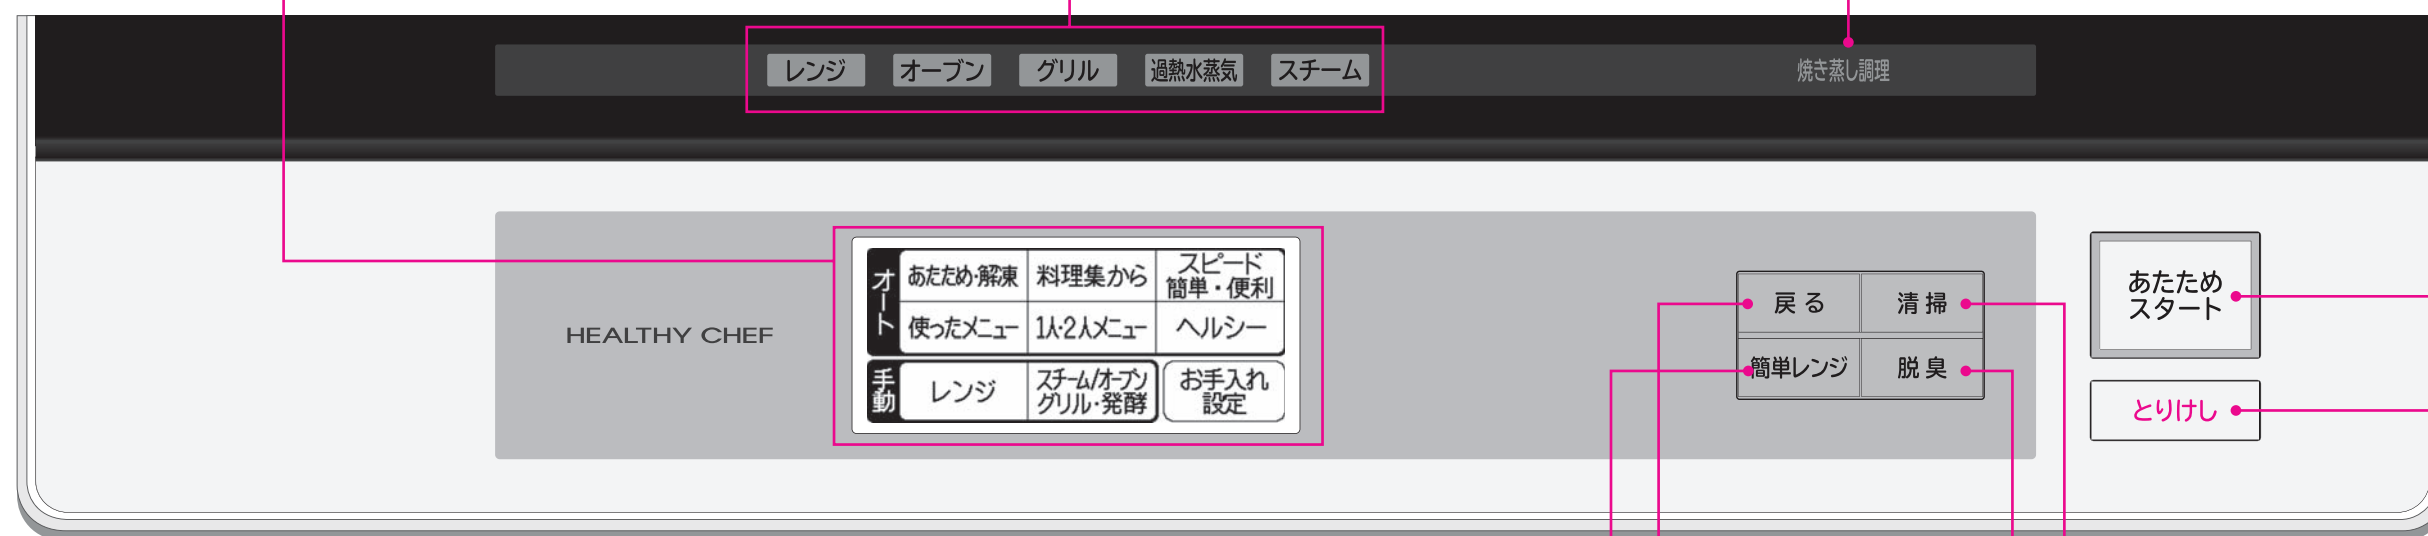 レンジ オーブン グリル 過熱水蒸気 スチーム
焼き蒸し調理
HEALTHY CHEF
オート
あたため・解凍 料理集から スピード
簡単・便利
使ったメニュー 1人・2人メニュー ヘルシー
手動
レンジ スチーム/オーブン
グリル・発酵
お手入れ
設定
戻る 清掃
簡単レンジ 脱臭
あたため
スタート
とりけし